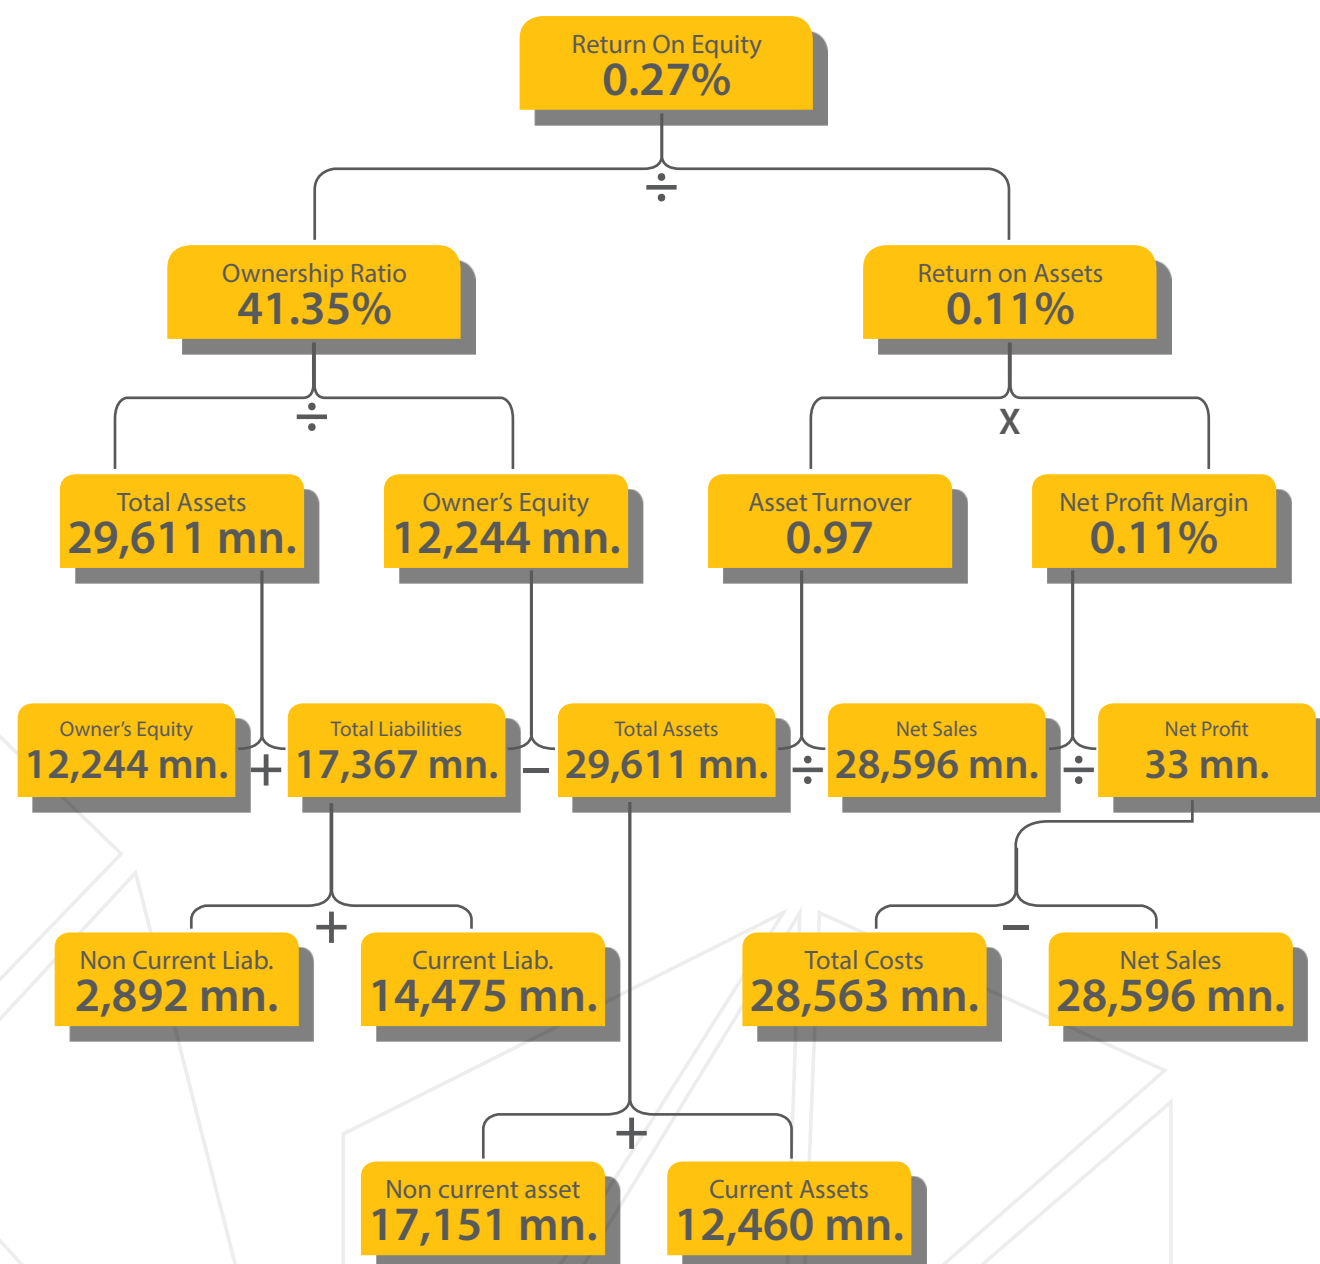 Return On Equity
0.27%
÷
Ownership Ratio
41.35%
Return on Assets
0.11%
÷
X
Total Assets
29,611 mn.
Owner's Equity
12,244 mn.
Asset Turnover
0.97
Net Profit Margin
0.11%
Owner's Equity
12,244 mn.
+
Total Liabilities
17,367 mn.
−
Total Assets
29,611 mn.
÷
Net Sales
28,596 mn.
÷
Net Profit
33 mn.
+
−
Non Current Liab.
2,892 mn.
Current Liab.
14,475 mn.
Total Costs
28,563 mn.
Net Sales
28,596 mn.
+
Non current asset
17,151 mn.
Current Assets
12,460 mn.